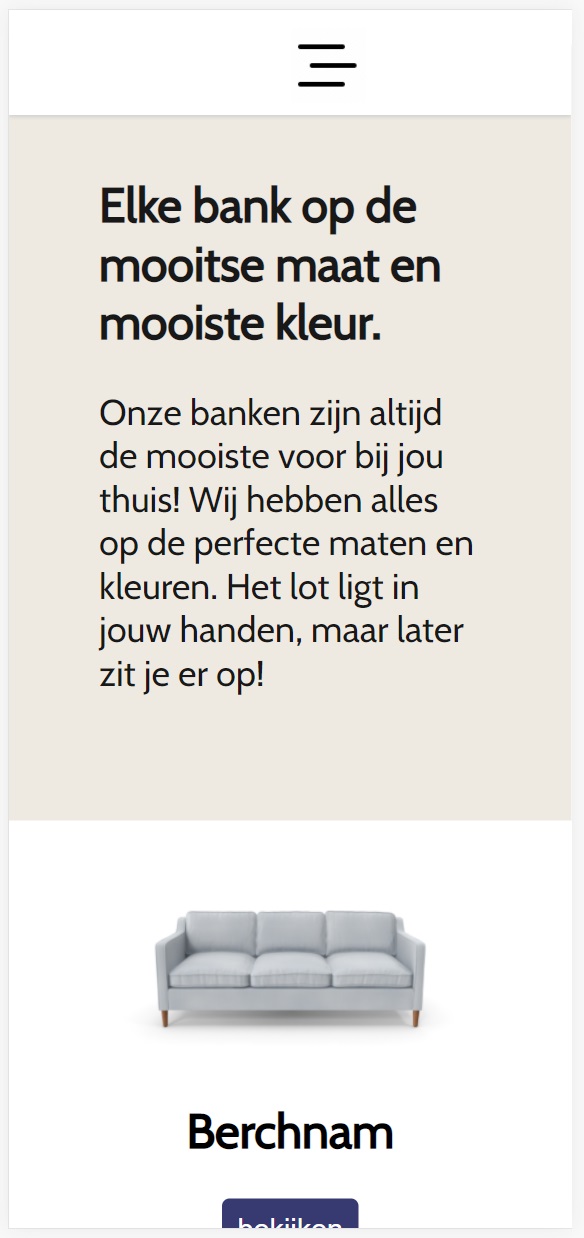 Elke bank op de
mooitse maat en
mooiste kleur.
Onze banken zijn altijd
de mooiste voor bij jou
thuis! Wij hebben alles
op de perfecte maten en
kleuren. Het lot ligt in
jouw handen, maar later
zit je er op!
Berchnam
bekijken